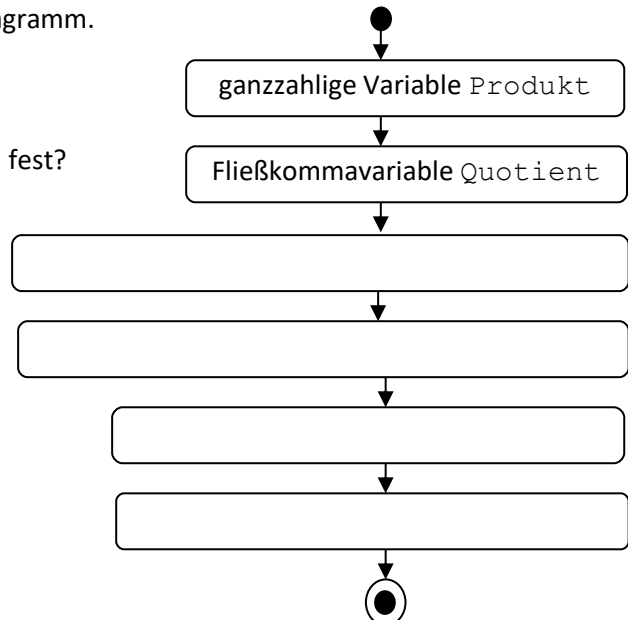 gramm.
ganzzahlige Variable Produkt
fest?
Fließkommavariable Quotient